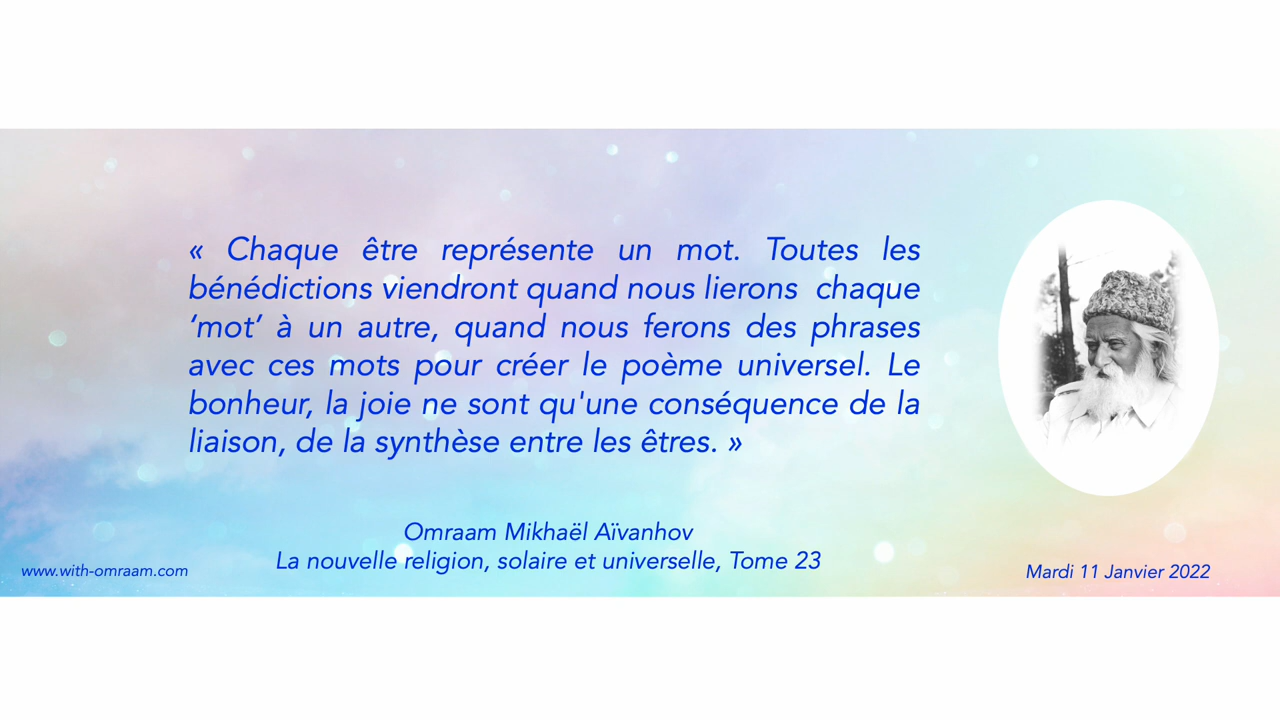 « Chaque être représente un mot. Toutes les
bénédictions viendront quand nous lierons chaque
‘mot’ à un autre, quand nous ferons des phrases
avec ces mots pour créer le poème universel. Le
bonheur, la joie ne sont qu'une conséquence de la
liaison, de la synthèse entre les êtres. »
Omraam Mikhaël Aïvanhov
La nouvelle religion, solaire et universelle, Tome 23
www.with-omraam.com
Mardi 11 Janvier 2022